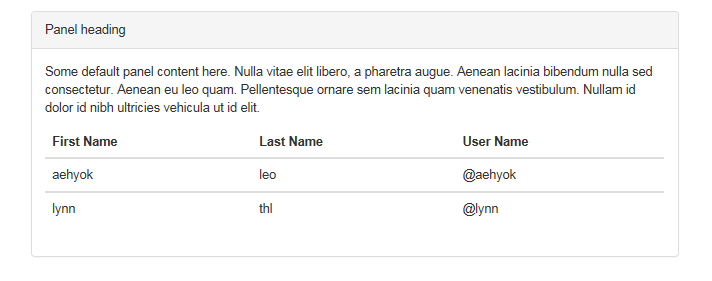 Panel heading
Some default panel content here. Nulla vitae elit libero, a pharetra augue. Aenean lacinia bibendum nulla sed
consectetur. Aenean eu leo quam. Pellentesque ornare sem lacinia quam venenatis vestibulum. Nullam id
dolor id nibh ultricies vehicula ut id elit.
First Name Last Name User Name
aehyok leo @aehyok
lynn thl @lynn